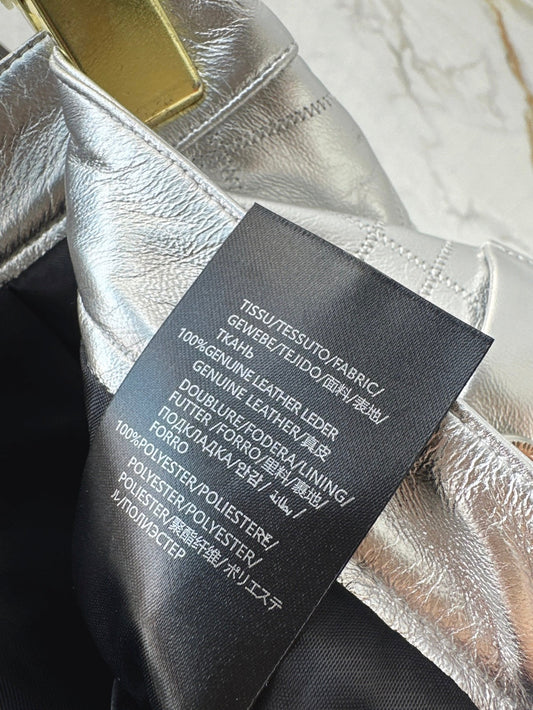 TISSU/TESSUTO/FABRIC/
GEWEBE/TEJIDO/面料/表地/
ТКАНЬ
100%GENUINE LEATHER LEDER
GENUINE LEATHER/真皮
DOUBLURE/FODERA/LINING/
FUTTER/FORRO/里料/裏地/
ПОДКЛАДКА/안감/
FORRO
100%POLYESTER/POLIESTERE/
POLYESTER/POLYESTER/
POLIESTER/聚酯纤维/ポリエステ
ル/ПОЛИЭСТЕР